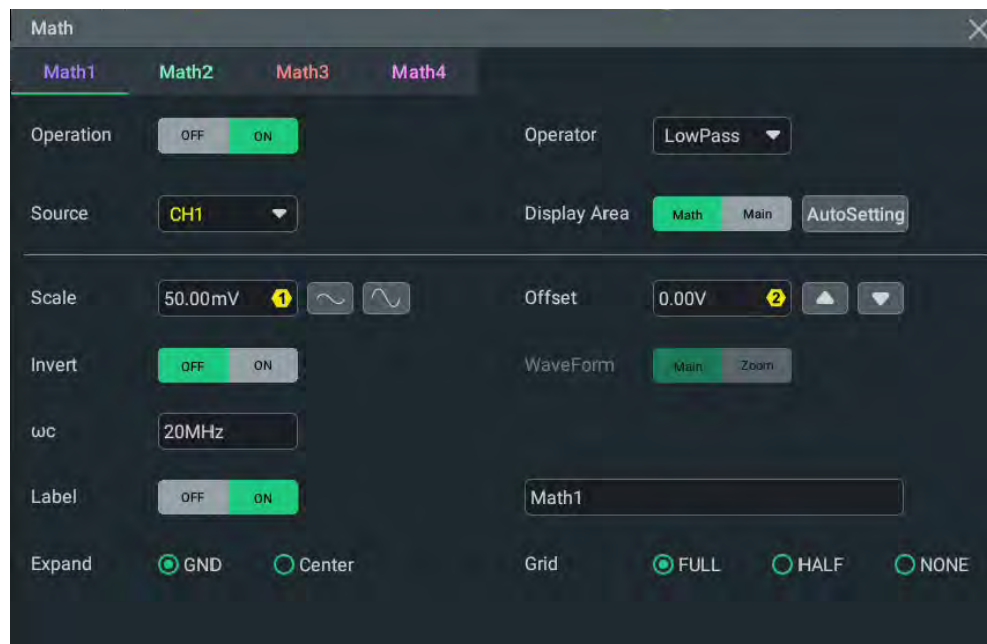 Math
Math1 Math2 Math3 Math4
Operation OFF ON Operator LowPass
Source CH1 Display Area Math Main AutoSetting
Scale 50.00mV 1 Offset 0.00V 2
Invert OFF ON WaveForm Main Zoom
ωc 20MHz
Label OFF ON Math1
Expand GND Center Grid FULL HALF NONE